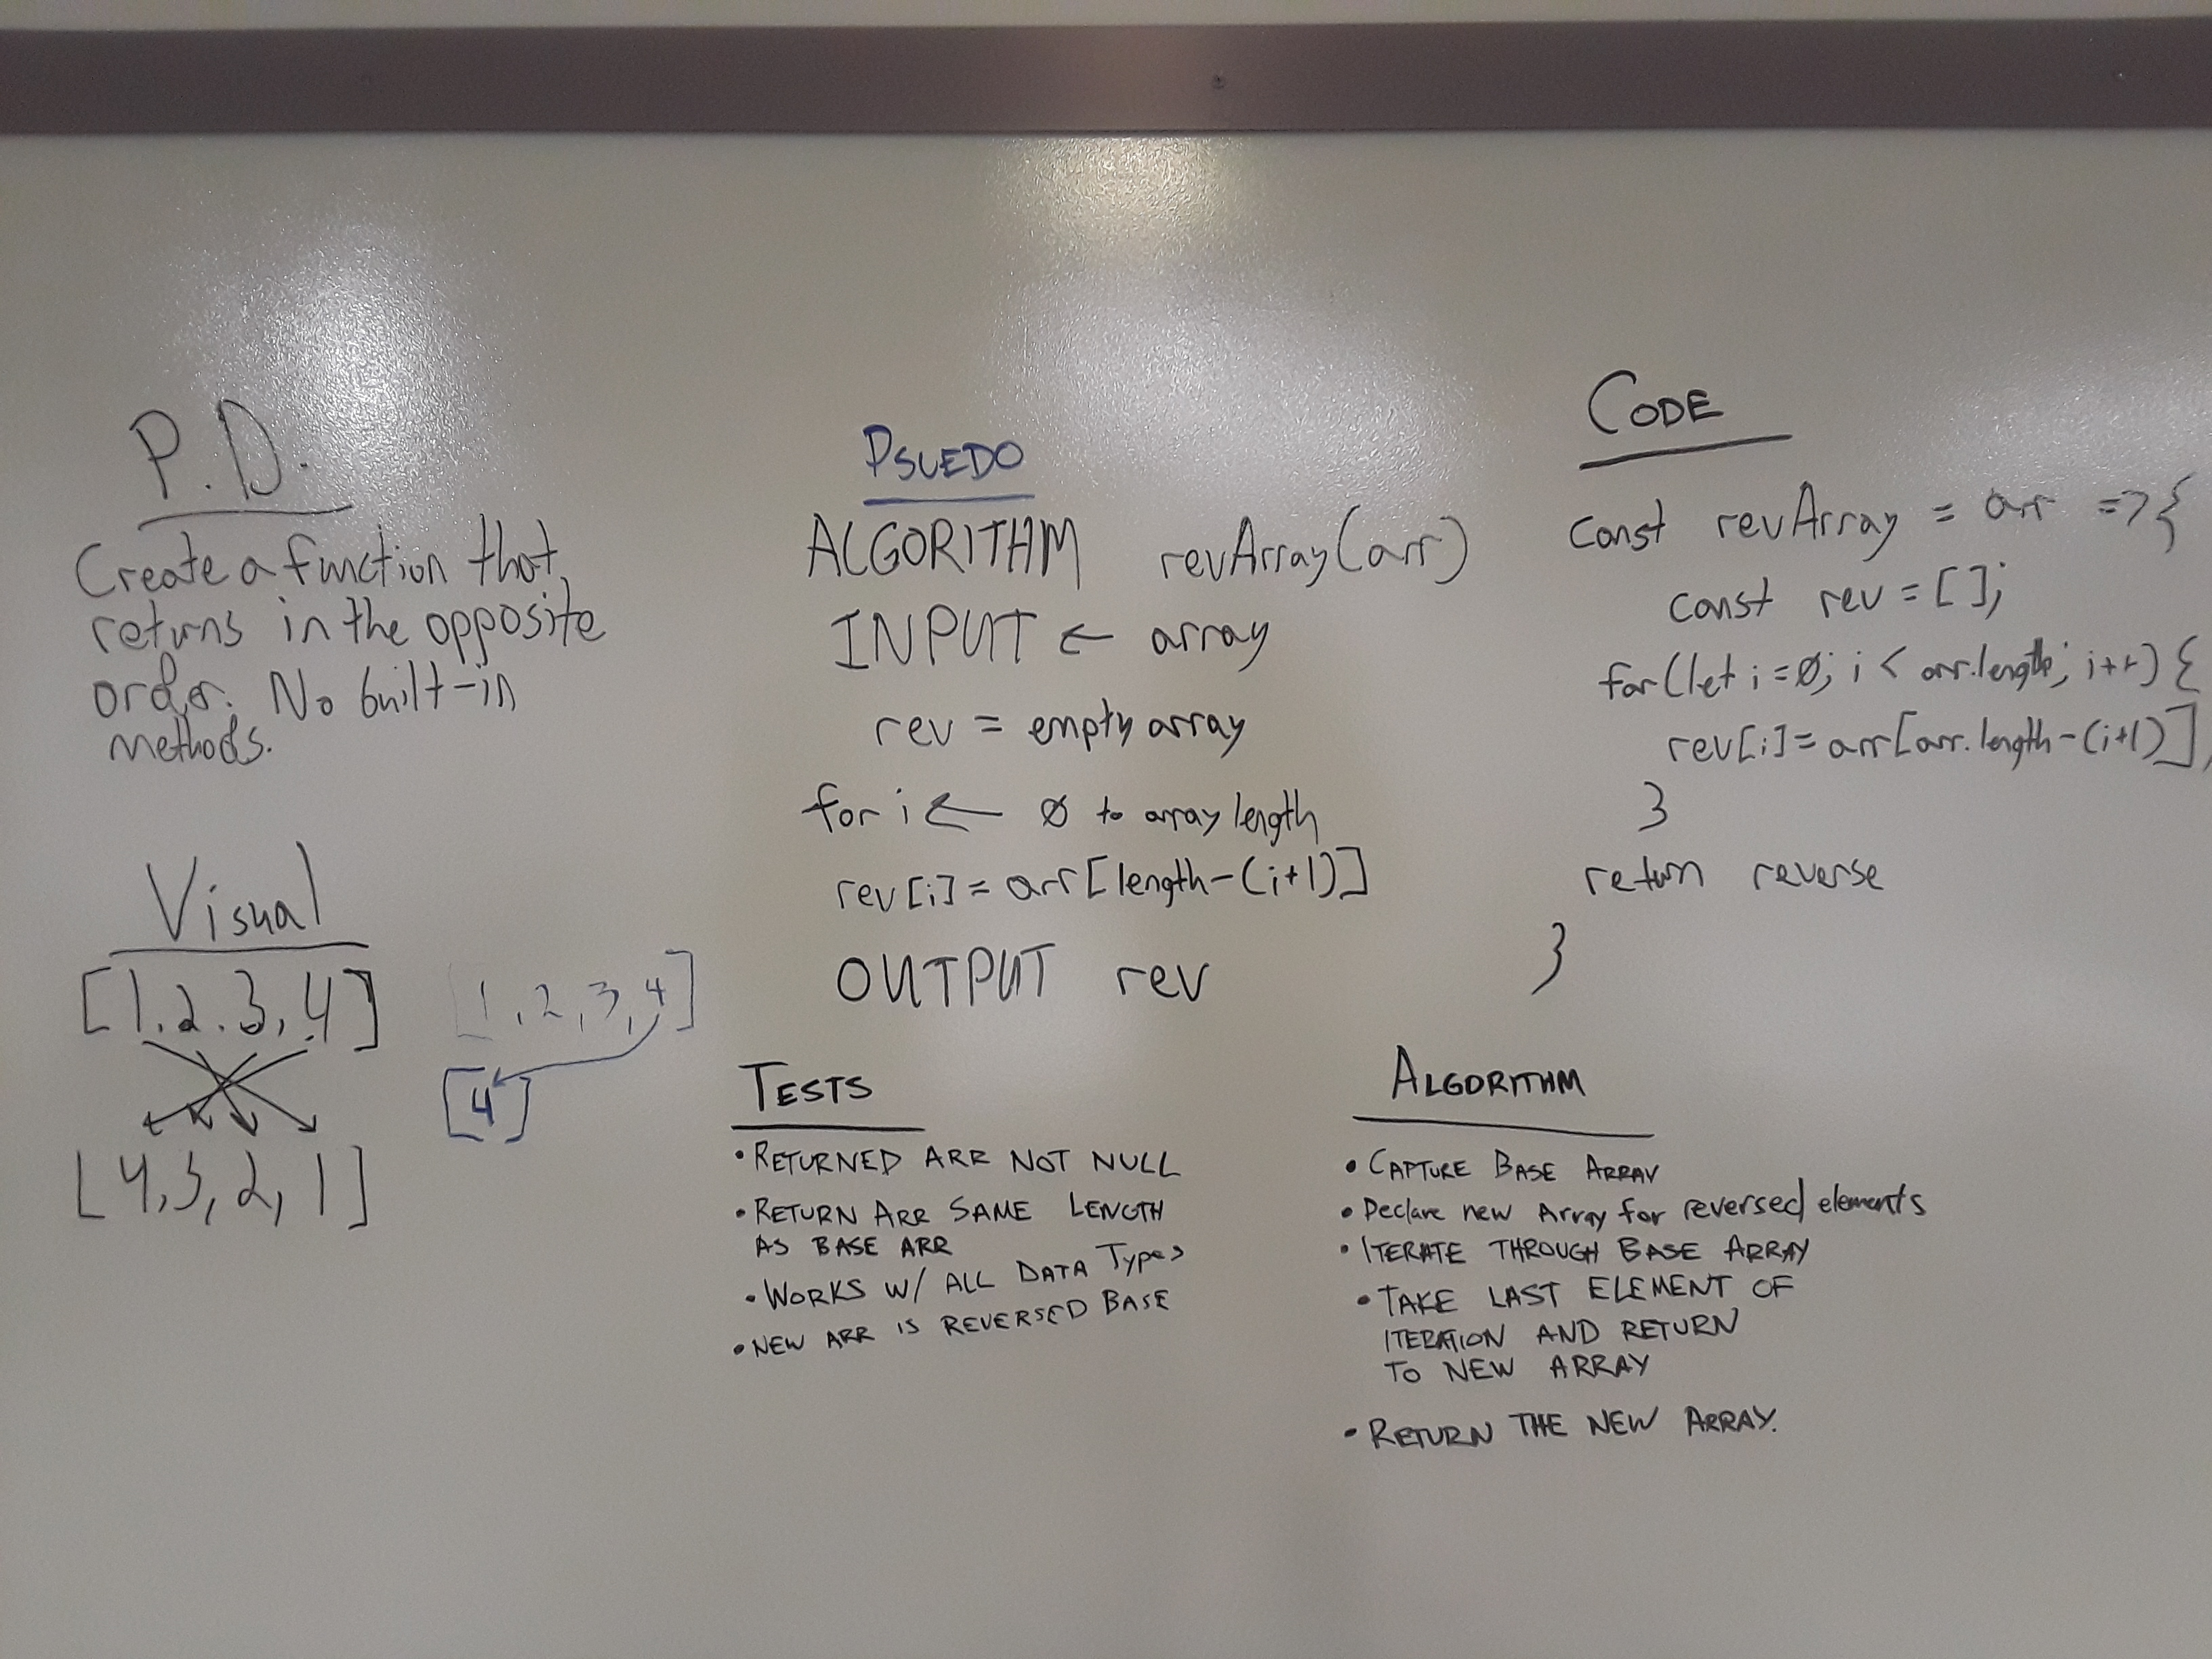 P.D.
Create a function that
returns in the opposite
order. No built-in
methods.
Visual
[1,2,3,4]
[4,3,2,1]
[1,2,3,4]
[4]
PSUEDO
ALGORITHM revArray(arr)
INPUT ← array
rev = empty array
for i ← 0 to array length
rev[i] = arr[length-(i+1)]
OUTPUT rev
TESTS
• RETURNED ARR NOT NULL
• RETURN ARR SAME LENGTH
AS BASE ARR
• WORKS W/ ALL DATA TYPES
• NEW ARR IS REVERSED BASE
CODE
const revArray = arr => {
const rev = [];
for(let i=0; i < arr.length; i++) {
rev[i] = arr[arr.length-(i+1)];
}
return reverse
}
ALGORITHM
• CAPTURE BASE ARRAY
• Declare new Array for reversed elements
• ITERATE THROUGH BASE ARRAY
• TAKE LAST ELEMENT OF
ITERATION AND RETURN
TO NEW ARRAY
• RETURN THE NEW ARRAY.